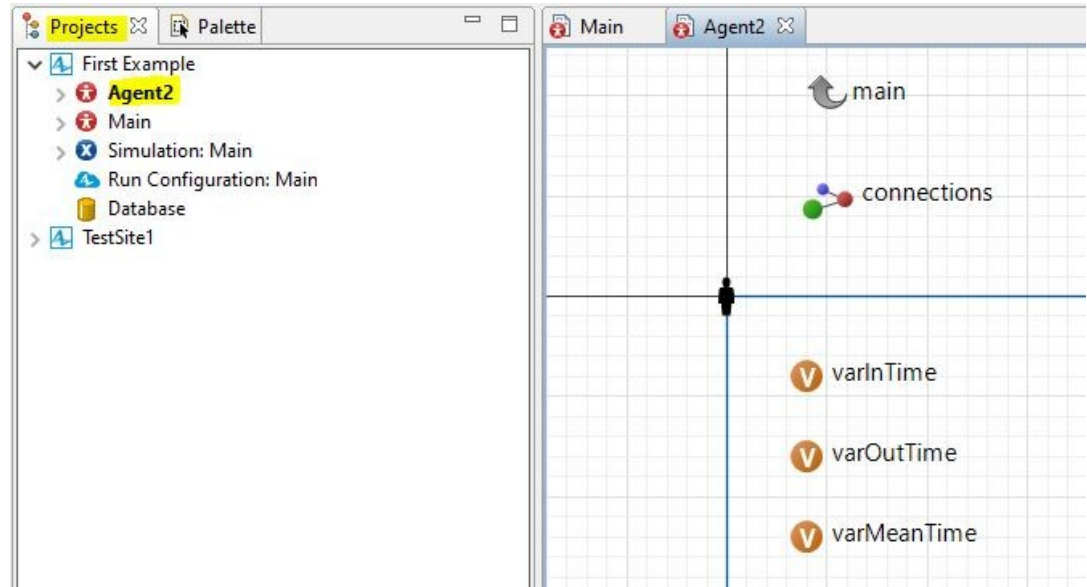 Projects
Palette
First Example
Agent2
Main
Simulation: Main
Run Configuration: Main
Database
TestSite1
Main
Agent2
main
connections
varInTime
varOutTime
varMeanTime